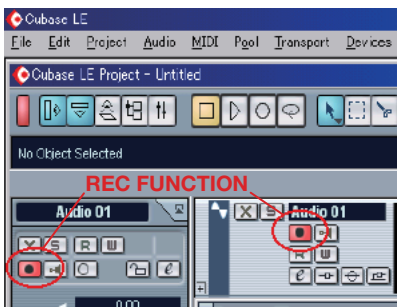 Cubase LE
File Edit Project Audio MIDI Pool Transport Devices
Cubase LE Project - Untitled
No Object Selected
REC FUNCTION
Audio 01
X S Audio 01
X S R W
R W
e
e
0.00